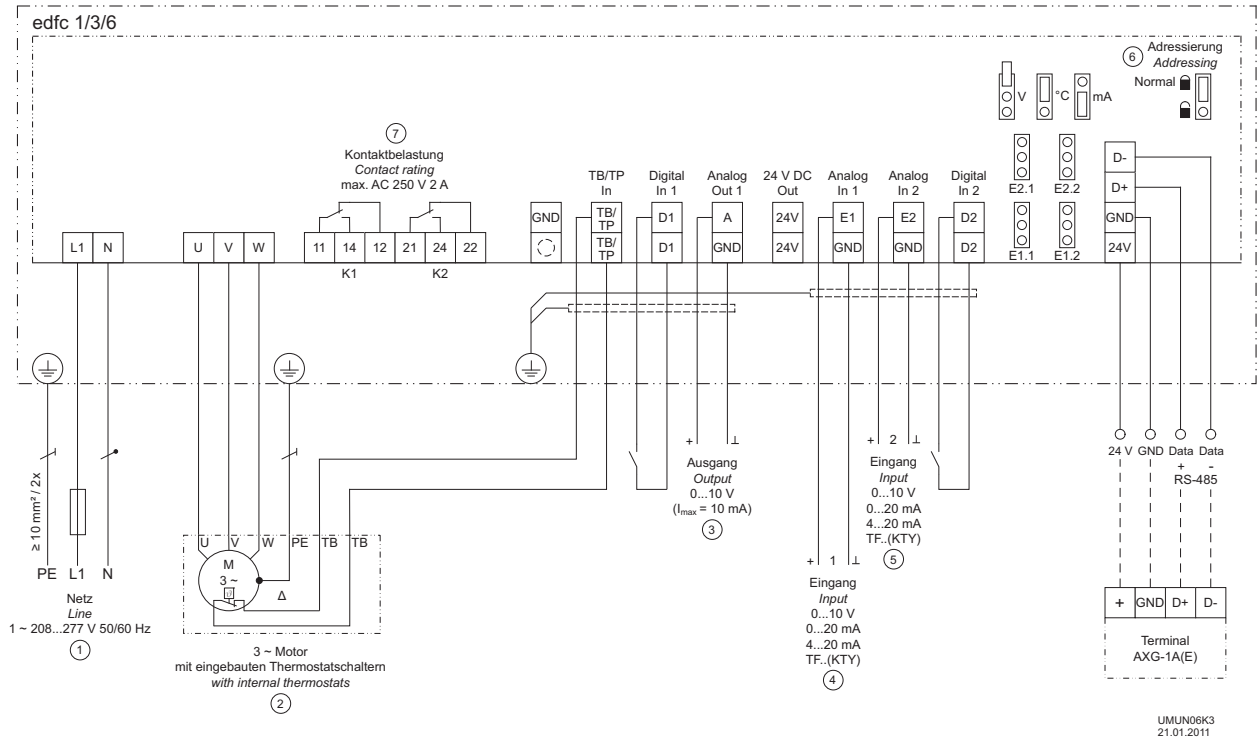 edfc 1/3/6
6
Adressierung
Addressing
Normal
V
°C
mA
7
Kontaktbelastung
Contact rating
max. AC 250 V 2 A
TB/TP In
Digital In 1
Analog Out 1
24 V DC Out
Analog In 1
Analog In 2
Digital In 2
E2.1 E2.2
E1.1 E1.2
GND
TB/TP D1 A 24V E1 E2 D2
TB/TP D1 GND 24V GND GND D2
D-
D+
GND
24V
L1 N
U V W
11 14 12 21 24 22
K1 K2
≥ 10 mm² / 2x
PE L1 N
Netz
Line
1 ~ 208...277 V 50/60 Hz
1
U V W PE TB TB
M
3 ~
Δ
3 ~ Motor
mit eingebauten Thermostatschaltern
with internal thermostats
2
+ ⊥
Ausgang
Output
0...10 V
(Imax = 10 mA)
3
+ 1 ⊥
Eingang
Input
0...10 V
0...20 mA
4...20 mA
TF..(KTY)
4
+ 2 ⊥
Eingang
Input
0...10 V
0...20 mA
4...20 mA
TF..(KTY)
5
24 V GND Data Data
+ -
RS-485
+ GND D+ D-
Terminal
AXG-1A(E)
UMUN06K3
21.01.2011